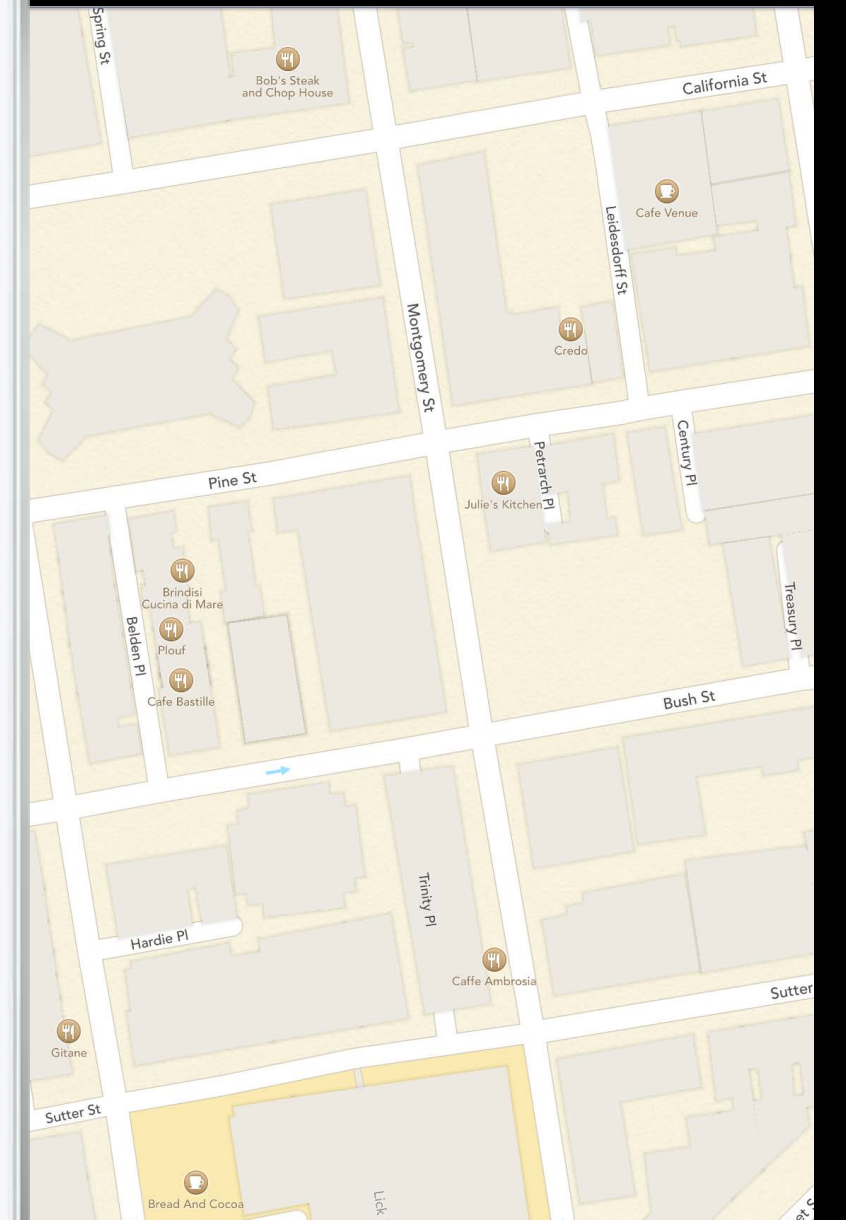 Spring St
Bob's Steak
and Chop House
California St
Cafe Venue
Leidesdorff St
Montgomery St
Credo
Century Pl
Petrarch Pl
Pine St
Julie's Kitchen
Brindisi
Cucina di Mare
Treasury Pl
Belden Pl
Plouf
Cafe Bastille
Bush St
Trinity Pl
Hardie Pl
Caffe Ambrosia
Sutter
Gitane
Sutter St
Bread And Cocoa
Lick